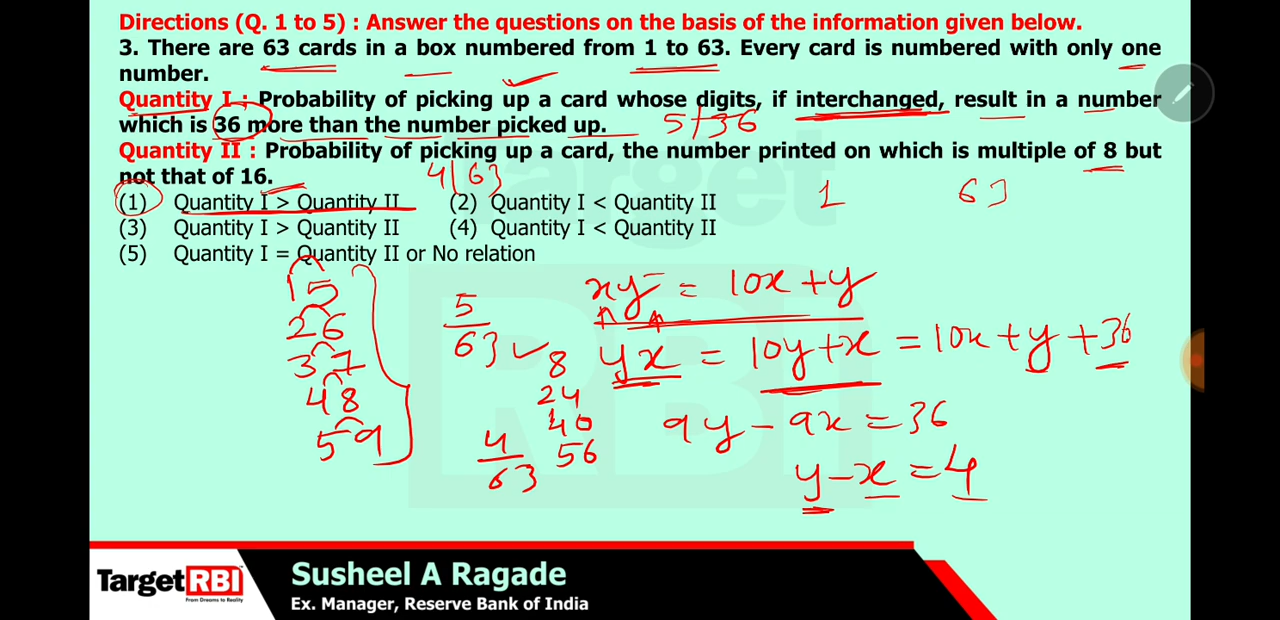 Directions (Q. 1 to 5) : Answer the questions on the basis of the information given below.
3. There are 63 cards in a box numbered from 1 to 63. Every card is numbered with only one
number.
Quantity I : Probability of picking up a card whose digits, if interchanged, result in a number
which is 36 more than the number picked up.
5/36
Quantity II : Probability of picking up a card, the number printed on which is multiple of 8 but
not that of 16.
4/63
(1) Quantity I > Quantity II (2) Quantity I < Quantity II
1 63
(3) Quantity I > Quantity II (4) Quantity I < Quantity II
(5) Quantity I = Quantity II or No relation
15
26
37
48
59
5
63
8
24
40
56
4
63
xy = 10x + y
yx = 10y + x = 10x + y + 36
9y - 9x = 36
y - x = 4
Target
RBI
Target RBI
From Dreams to Reality
Susheel A Ragade
Ex. Manager, Reserve Bank of India